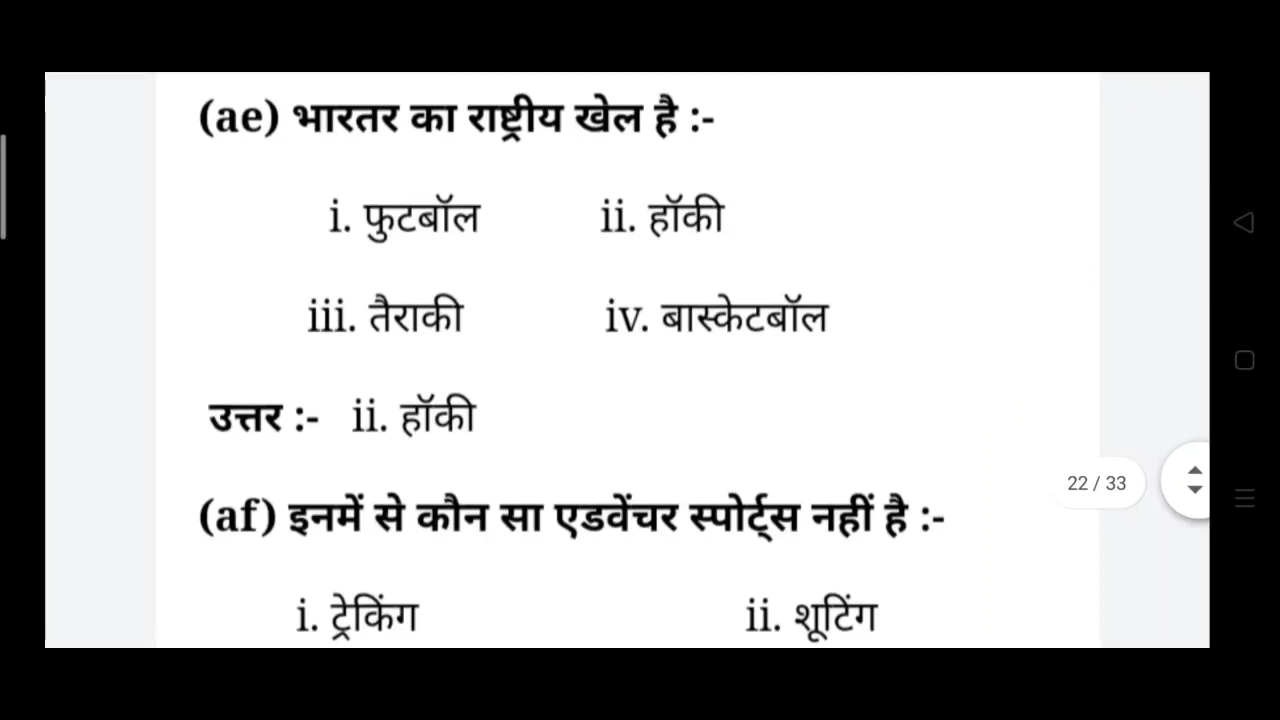 (ae) भारतर का राष्ट्रीय खेल है :-
i. फुटबॉल ii. हॉकी
iii. तैराकी iv. बास्केटबॉल
उत्तर :- ii. हॉकी
22 / 33
(af) इनमें से कौन सा एडवेंचर स्पोर्ट्स नहीं है :-
i. ट्रेकिंग ii. शूटिंग